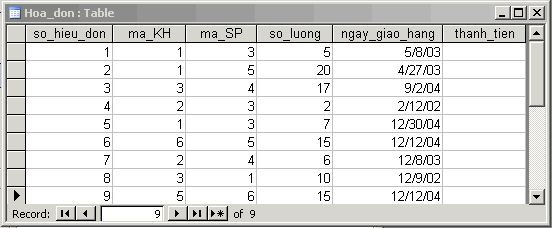 Hoa_don : Table
so_hieu_don ma_KH ma_SP so_luong ngay_giao_hang thanh_tien
1 1 3 5 5/8/03
2 1 5 20 4/27/03
3 3 4 17 9/2/04
4 2 3 2 2/12/02
5 1 3 7 12/30/04
6 6 5 15 12/12/04
7 2 4 6 12/8/03
8 3 1 10 12/9/02
9 5 6 15 12/12/04
Record: 9 of 9